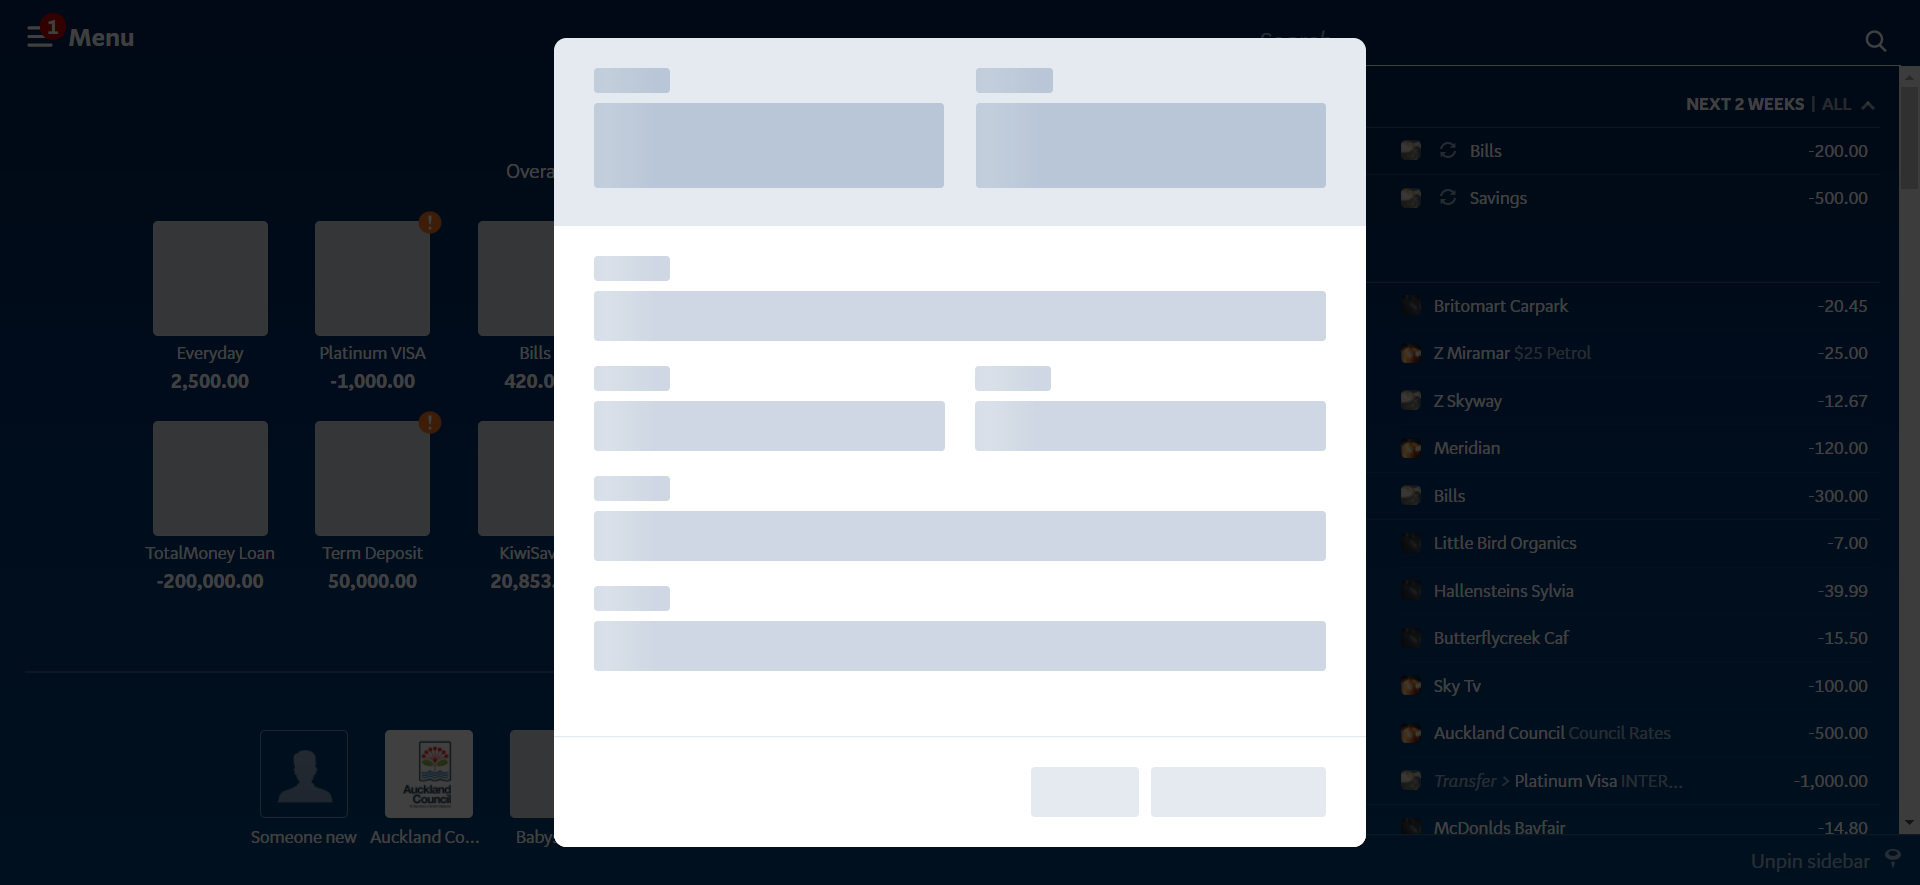 1
Menu
NEXT 2 WEEKS | ALL
Bills -200.00
Overa
Savings -500.00
!
Britomart Carpark -20.45
Everyday Platinum VISA Bills
Z Miramar $25 Petrol -25.00
2,500.00 -1,000.00 420.0
Z Skyway -12.67
!
Meridian -120.00
Bills -300.00
TotalMoney Loan Term Deposit KiwiSav
Little Bird Organics -7.00
-200,000.00 50,000.00 20,853.
Hallensteins Sylvia -39.99
Butterflycreek Caf -15.50
Sky Tv -100.00
Auckland Council Council Rates -500.00
Auckland
Council
Transfer > Platinum Visa INTER... -1,000.00
Someone new Auckland Co... Baby
McDonlds Bayfair -14.80
Unpin sidebar